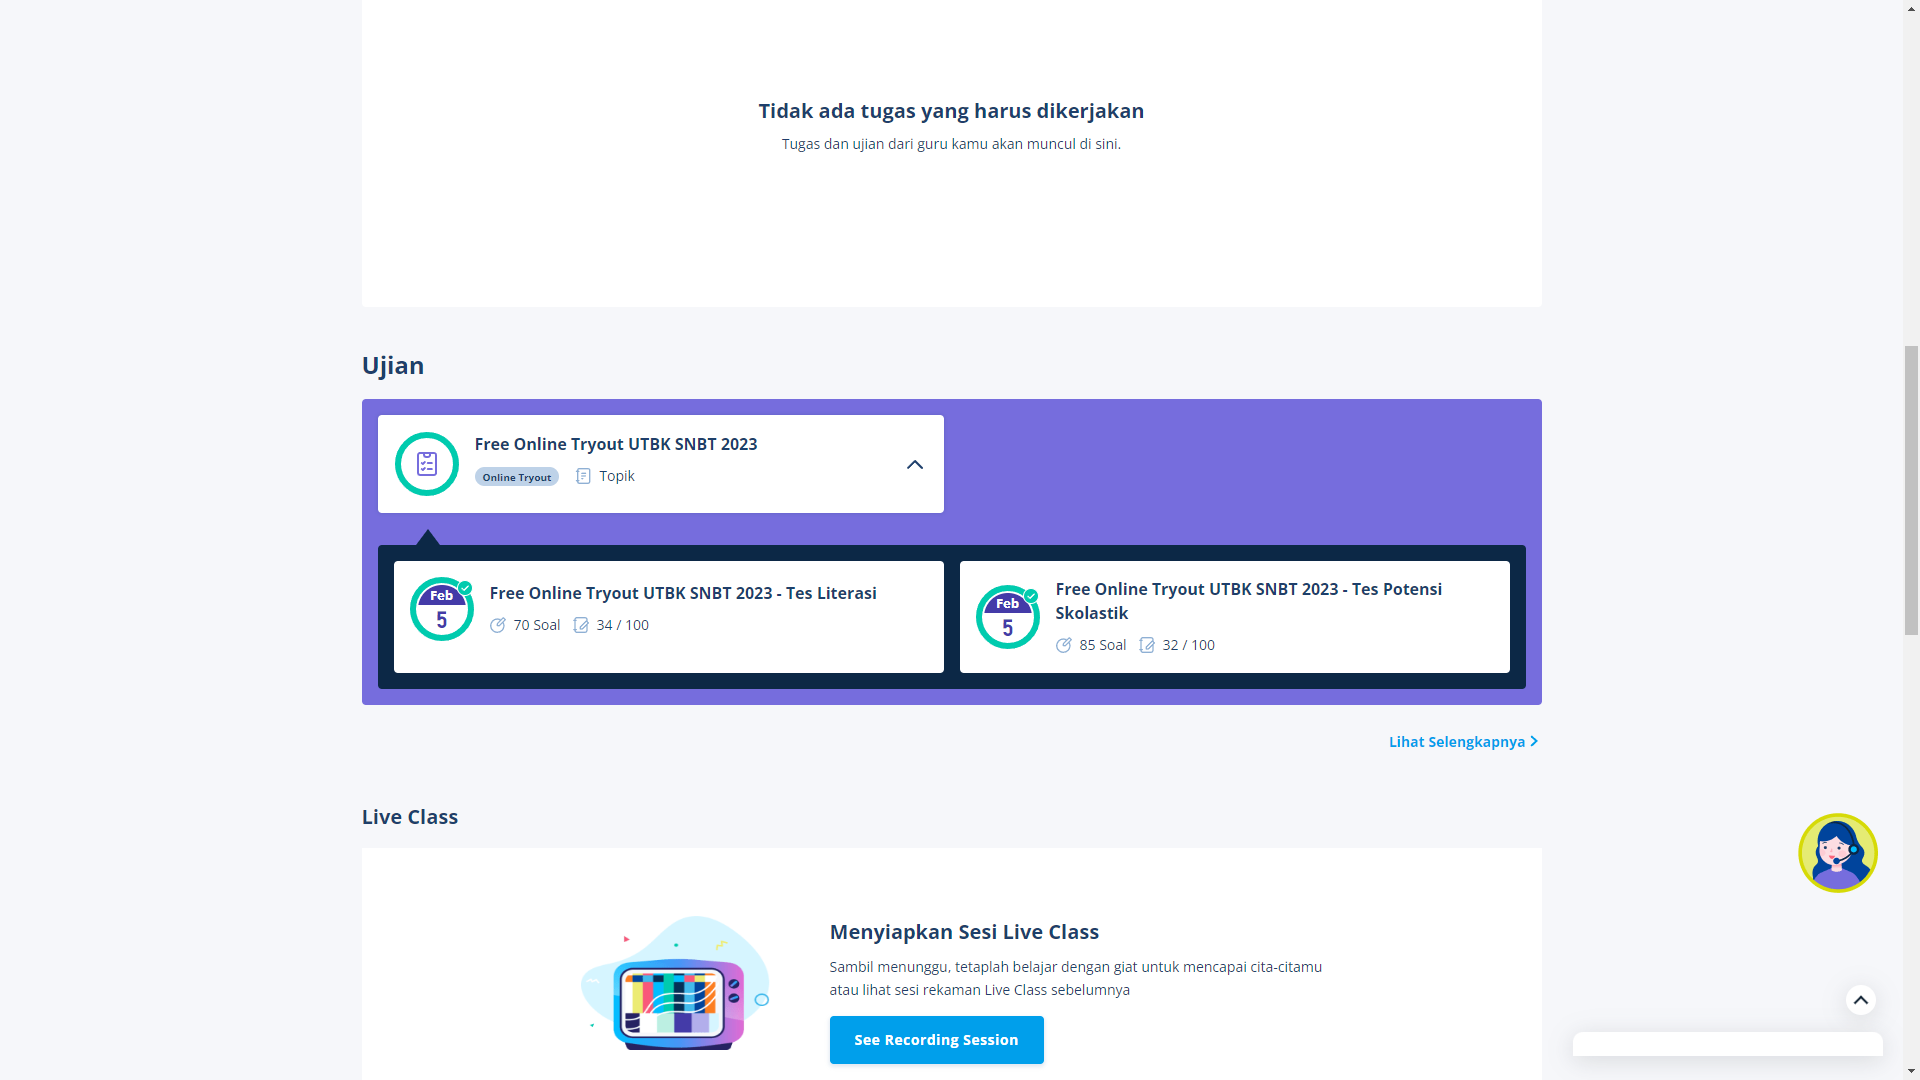 Tidak ada tugas yang harus dikerjakan
Tugas dan ujian dari guru kamu akan muncul di sini.
Ujian
Free Online Tryout UTBK SNBT 2023
Online Tryout
Topik
Feb
5
Free Online Tryout UTBK SNBT 2023 - Tes Literasi
70 Soal
34 / 100
Feb
5
Free Online Tryout UTBK SNBT 2023 - Tes Potensi
Skolastik
85 Soal
32 / 100
Lihat Selengkapnya
Live Class
Menyiapkan Sesi Live Class
Sambil menunggu, tetaplah belajar dengan giat untuk mencapai cita-citamu
atau lihat sesi rekaman Live Class sebelumnya
See Recording Session